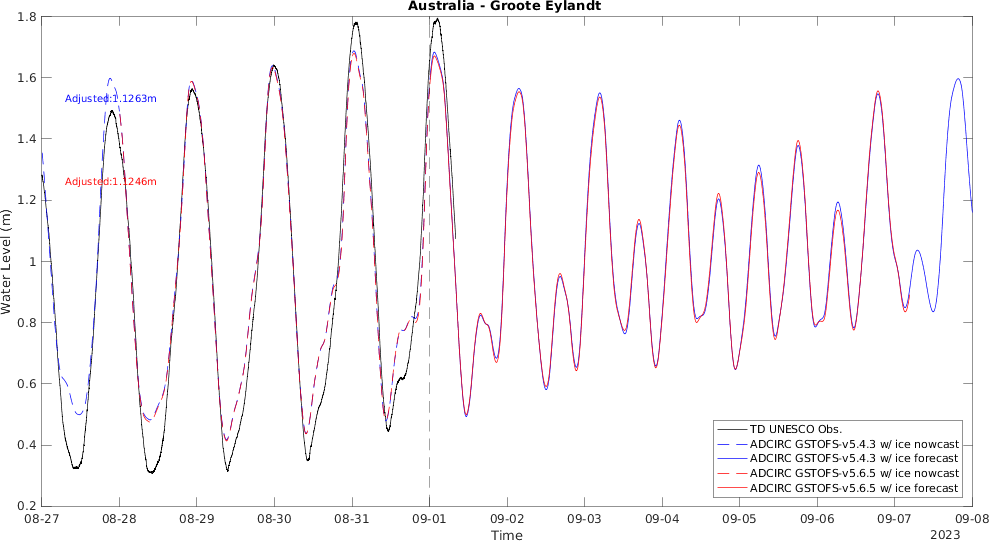 Australia - Groote Eylandt
1.8
1.6
1.4
1.2
1
0.8
0.6
0.4
0.2
Water Level (m)
Adjusted:1.1263m
Adjusted:1.1246m
TD UNESCO Obs.
ADCIRC GSTOFS-v5.4.3 w/ ice nowcast
ADCIRC GSTOFS-v5.4.3 w/ ice forecast
ADCIRC GSTOFS-v5.6.5 w/ ice nowcast
ADCIRC GSTOFS-v5.6.5 w/ ice forecast
08-27 08-28 08-29 08-30 08-31 09-01 09-02 09-03 09-04 09-05 09-06 09-07 09-08
Time
2023